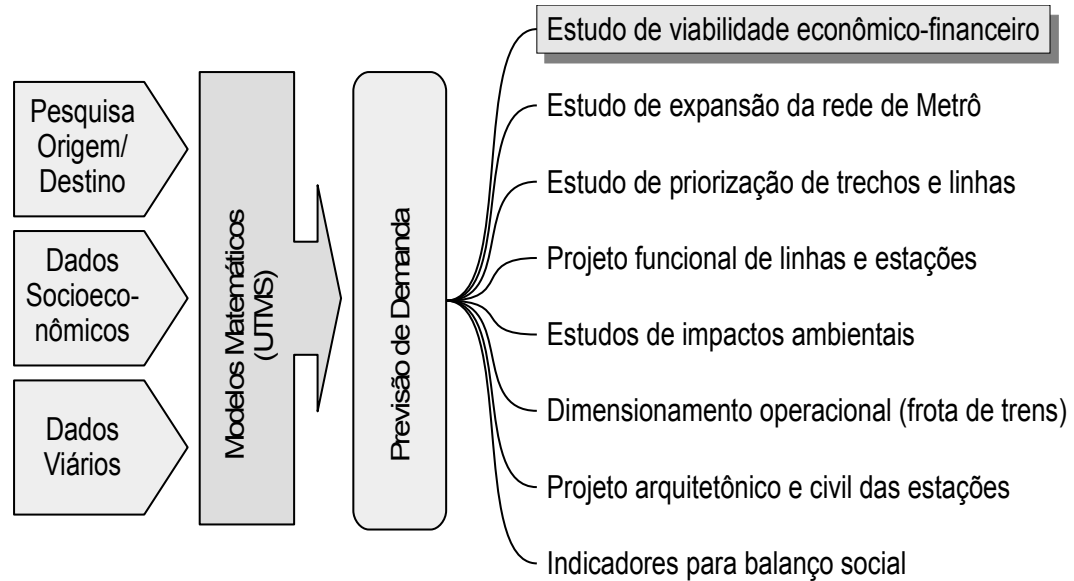 Pesquisa
Origem/
Destino
Dados
Socioeco-
nômicos
Dados
Viários
Modelos Matemáticos
(UTMS)
Previsão de Demanda
Estudo de viabilidade econômico-financeiro
Estudo de expansão da rede de Metrô
Estudo de priorização de trechos e linhas
Projeto funcional de linhas e estações
Estudos de impactos ambientais
Dimensionamento operacional (frota de trens)
Projeto arquitetônico e civil das estações
Indicadores para balanço social